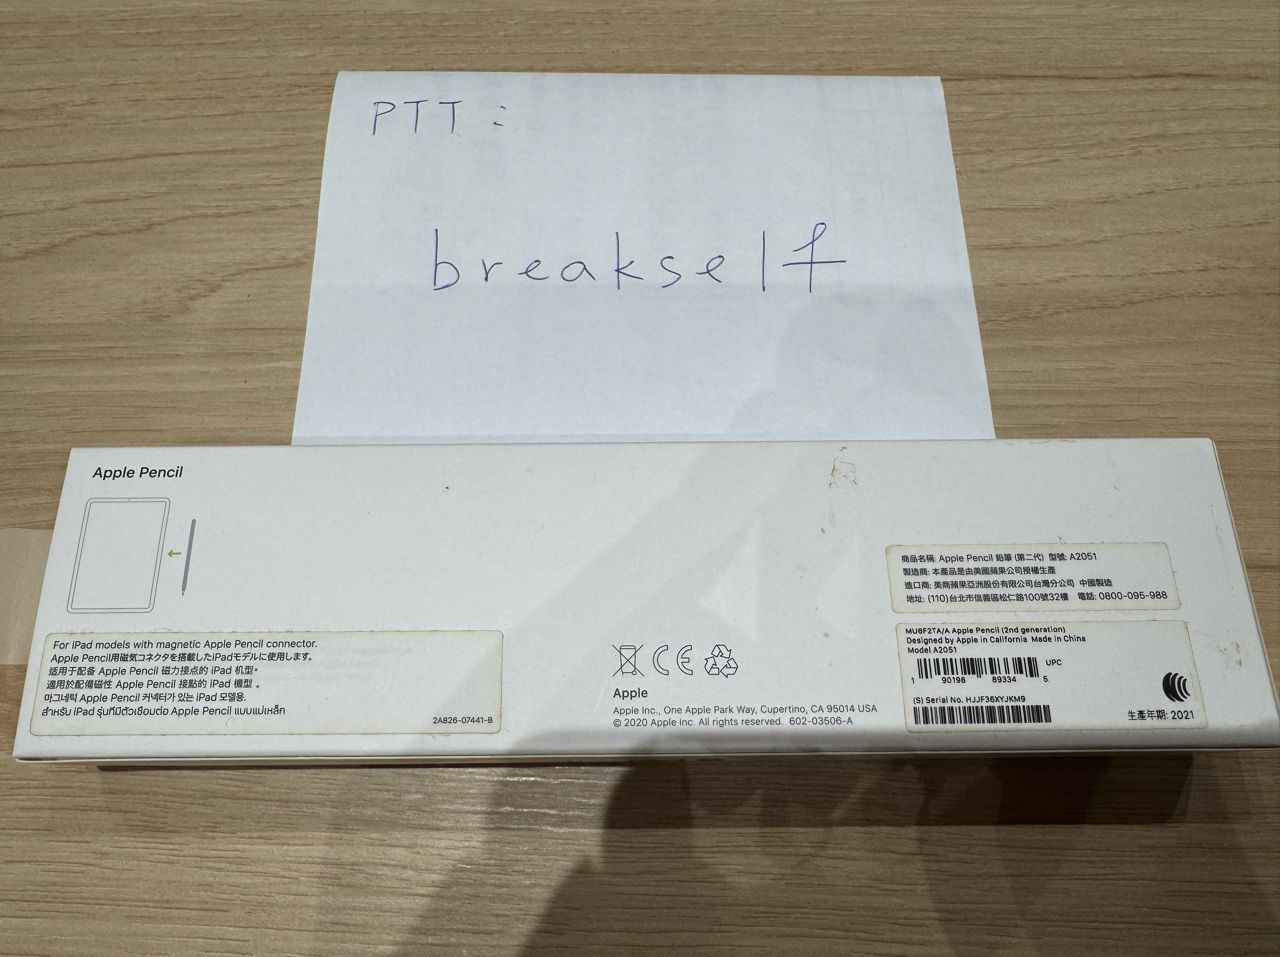 PTT :
breakself
Apple Pencil
For iPad models with magnetic Apple Pencil connector.
Apple Pencil用磁気コネクタを搭載したiPadモデルに使用します。
适用于配备 Apple Pencil 磁力接点的 iPad 机型。
適用於配備磁性 Apple Pencil 接點的 iPad 機型 。
마그네틱 Apple Pencil 커넥터가 있는 iPad 모델용.
สำหรับ iPad รุ่นที่มีตัวเชื่อมต่อ Apple Pencil แบบแม่เหล็ก
2A826-07441-B
CE
Apple
Apple Inc., One Apple Park Way, Cupertino, CA 95014 USA
© 2020 Apple Inc. All rights reserved. 602-03506-A
商品名稱: Apple Pencil 鉛筆 (第二代) 型號: A2051
製造商: 本產品是由美國蘋果公司授權生產
進口商: 美商蘋果亞洲股份有限公司台灣分公司 中國製造
地址: (110)台北市信義區松仁路100號32樓 電話: 0800-095-988
MU8F2TA/A Apple Pencil (2nd generation)
Designed by Apple in California Made in China
Model A2051
UPC
1 90198 89334 5
(S) Serial No. HJJF36XYJKM9
生產年期: 2021